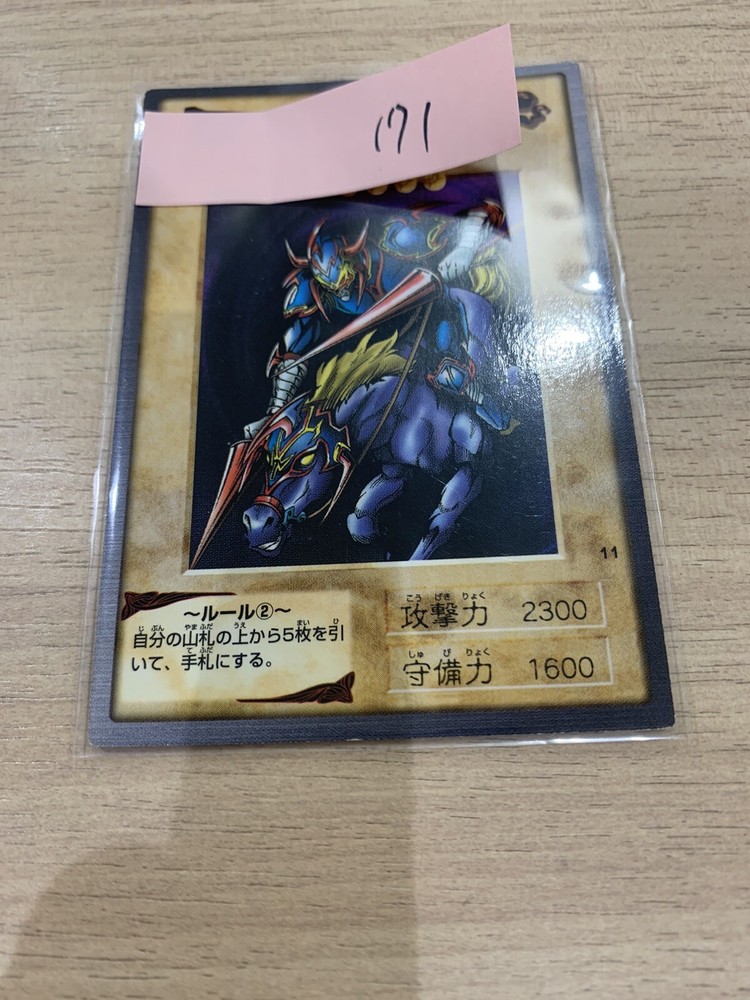 171
11
～ルール②～
自分の山札の上から5枚を引
いて、手札にする。
攻撃力 2300
守備力 1600